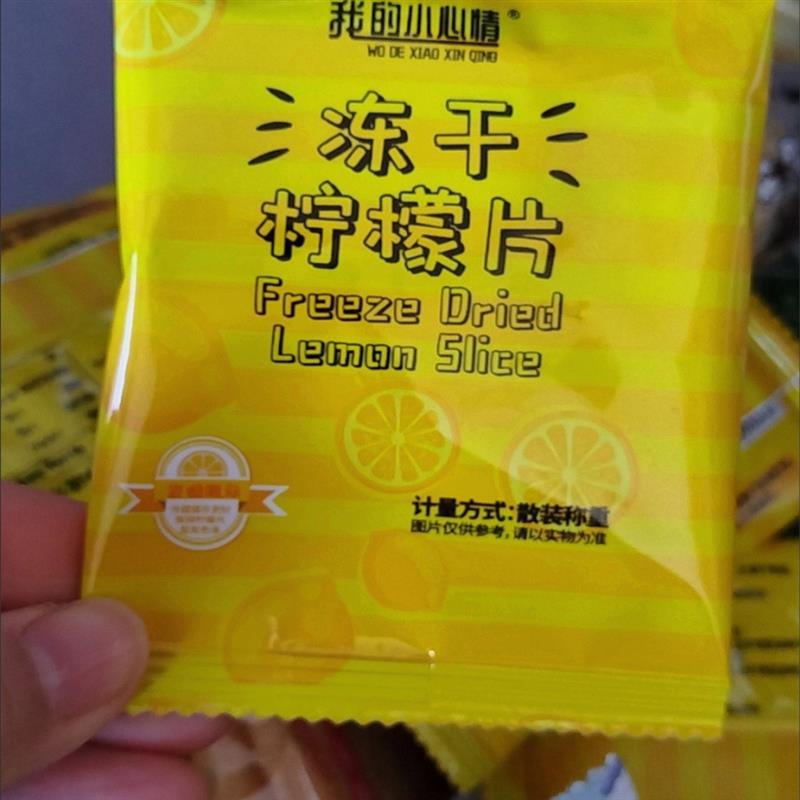 我的小心情®
WO DE XIAO XIN QING
冻干
柠檬片
Freeze Dried
Lemon Slice
计量方式:散装称重
图片仅供参考,请以实物为准